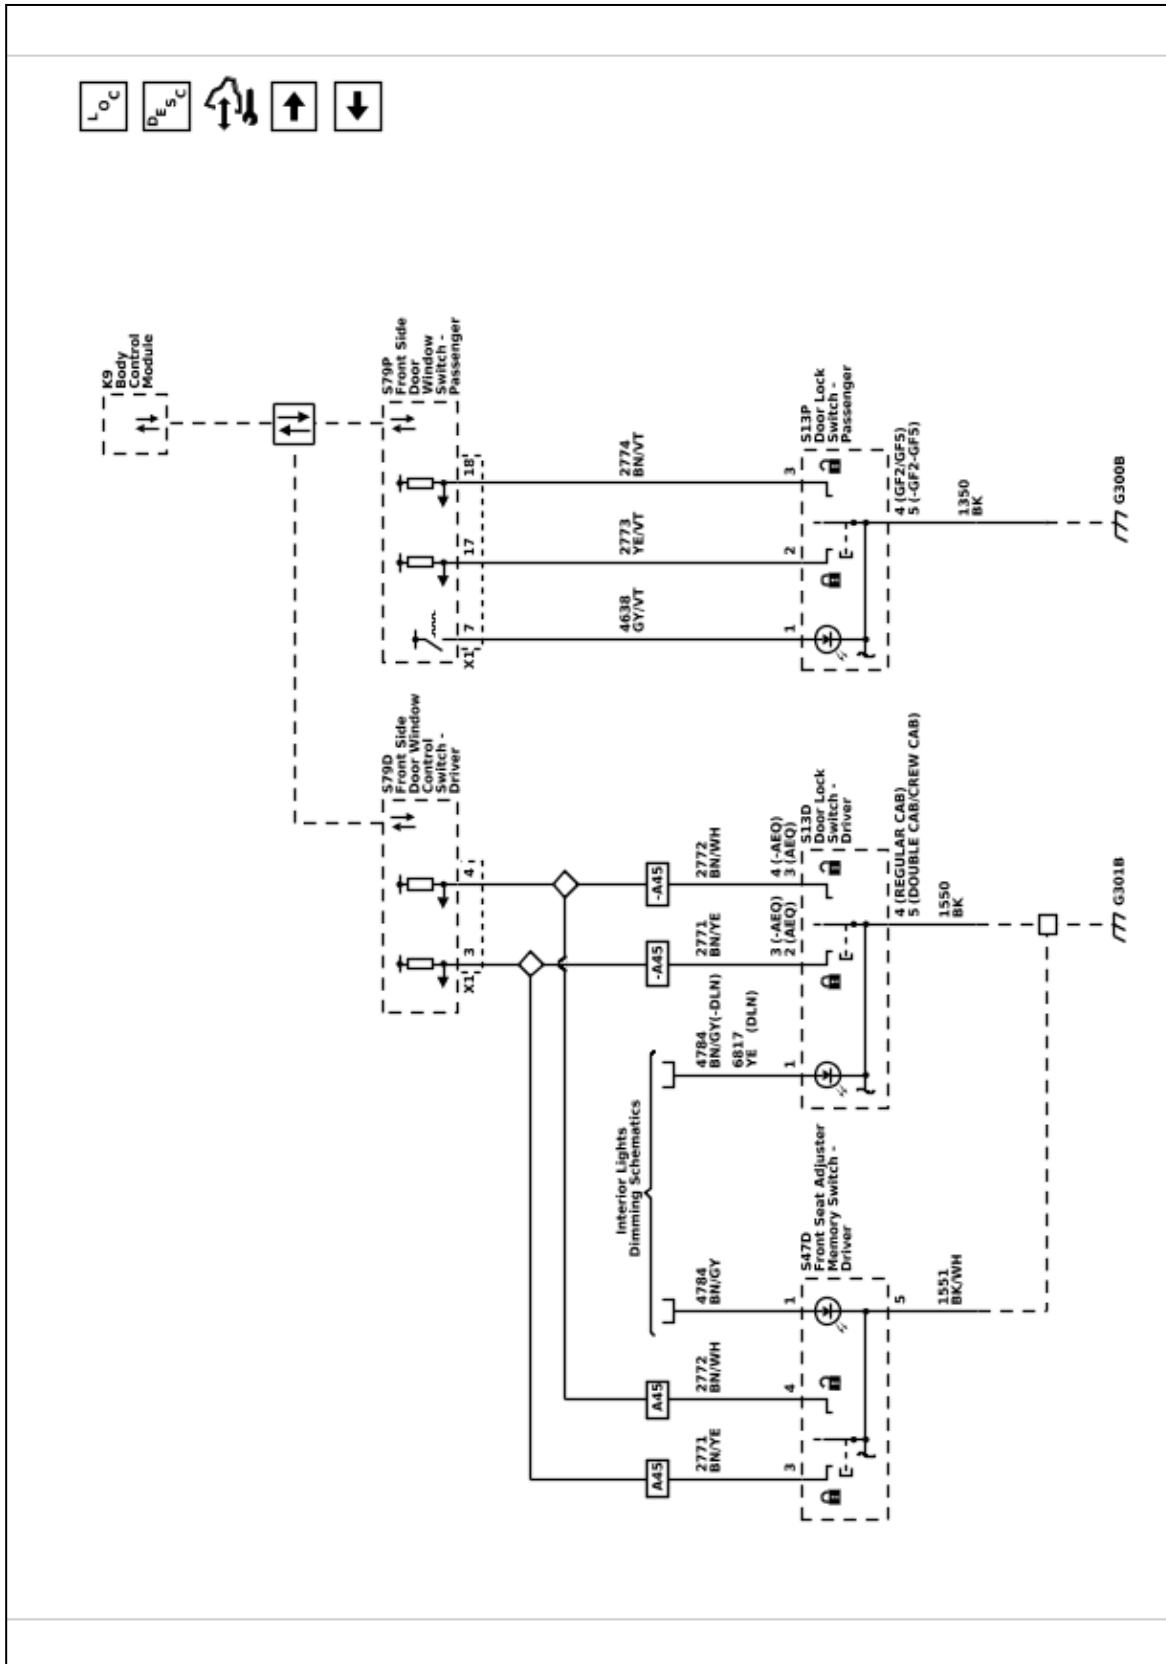 LOC
DESC
K9
Body
Control
Module
S79D
Front Side
Door Window
Control
Switch -
Driver
S79P
Front Side
Door
Window
Switch -
Passenger
X1
3
4
X1
7
17
18
Interior Lights
Dimming Schematics
A45
A45
-A45
-A45
2771
BN/YE
2772
BN/WH
4784
BN/GY
4784
BN/GY(-DLN)
6817
YE (DLN)
2771
BN/YE
2772
BN/WH
4638
GY/VT
2773
YE/VT
2774
BN/VT
3
4
1
1
3 (-AEQ)
2 (AEQ)
4 (-AEQ)
3 (AEQ)
1
2
3
S47D
Front Seat Adjuster
Memory Switch -
Driver
S13D
Door Lock
Switch -
Driver
S13P
Door Lock
Switch -
Passenger
5
4 (REGULAR CAB)
5 (DOUBLE CAB/CREW CAB)
4 (GF2/GF5)
5 (-GF2-GF5)
1551
BK/WH
1550
BK
1350
BK
G301B
G300B